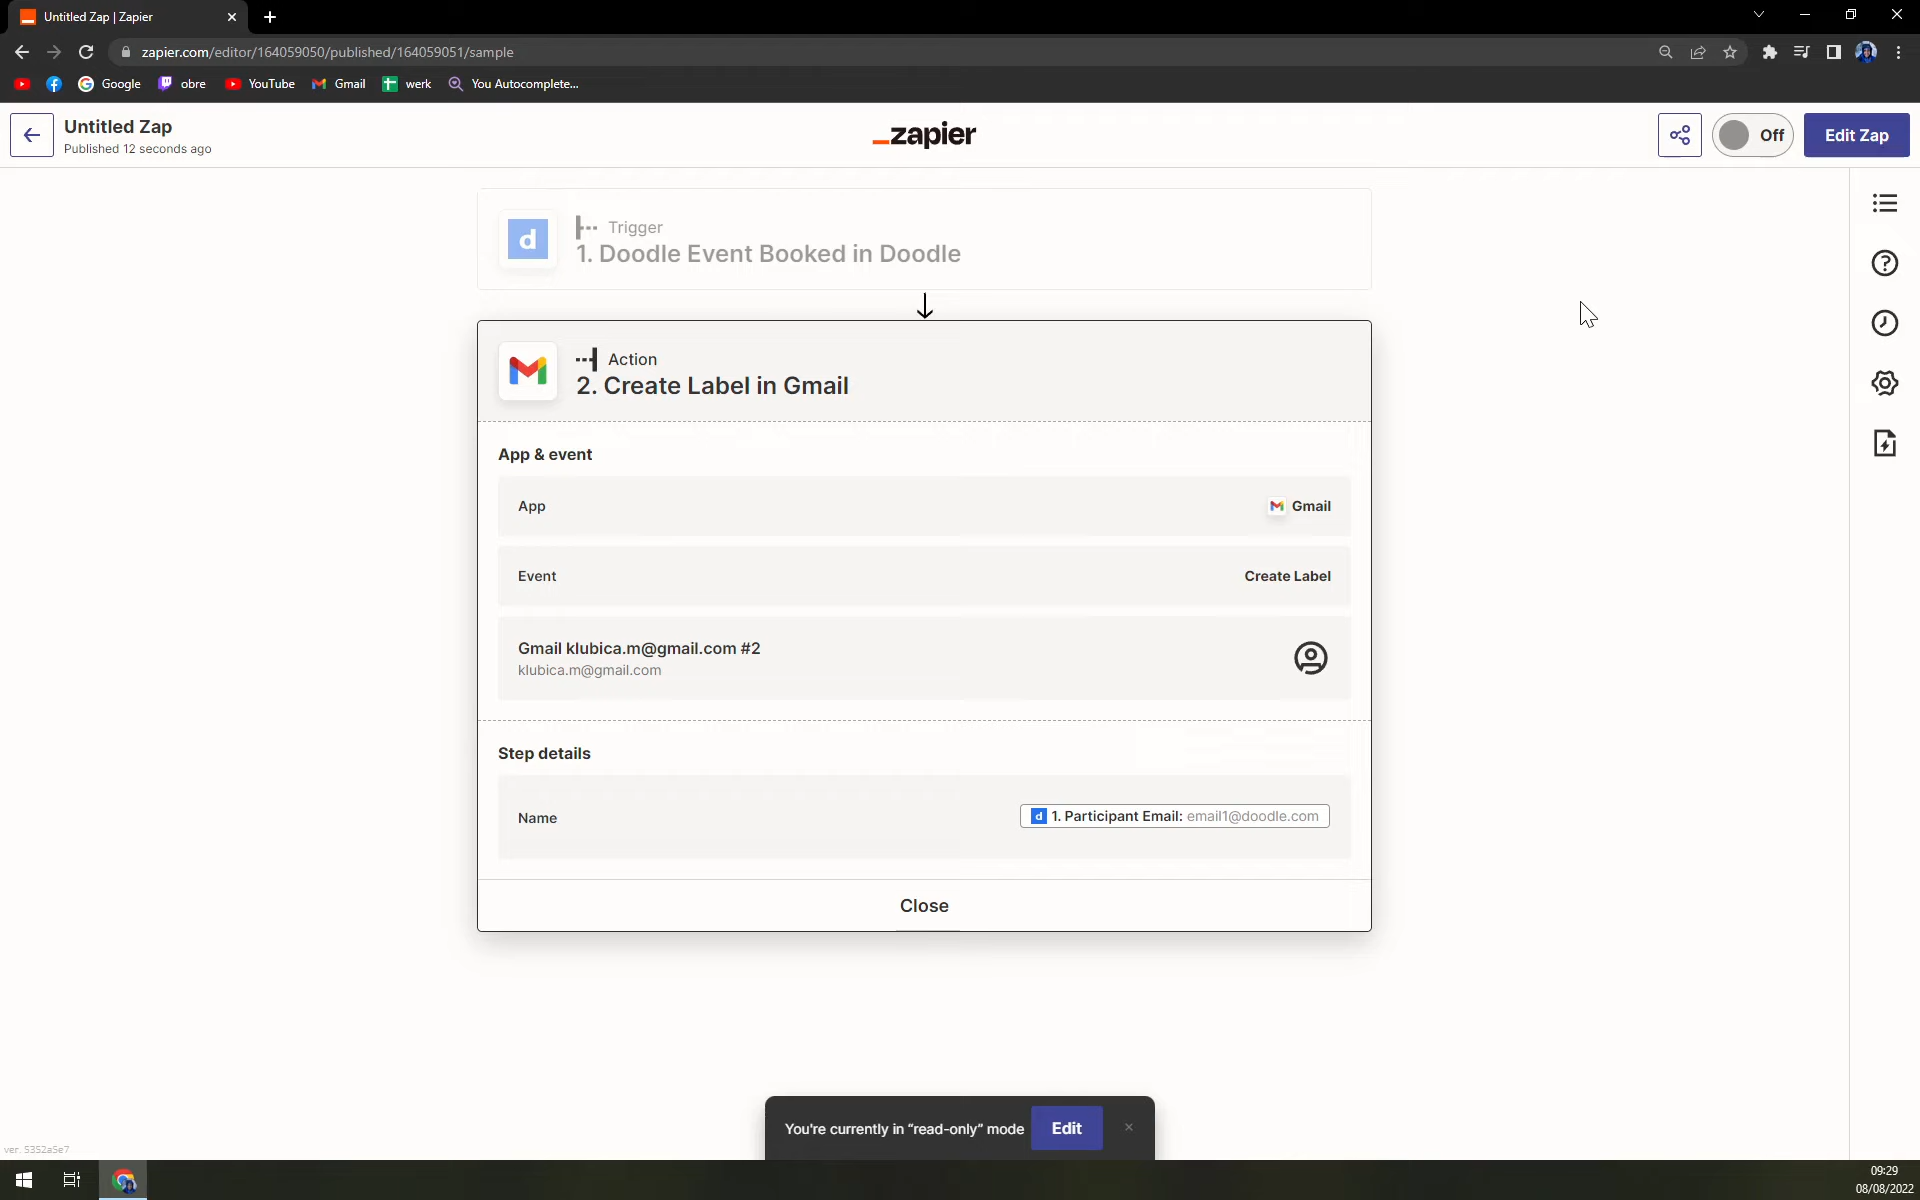 Untitled Zap | Zapier
zapier.com/editor/164059050/published/164059051/sample
Google
obre
YouTube
Gmail
werk
You Autocomplete...
Untitled Zap
Published 12 seconds ago
_zapier
Off
Edit Zap
Trigger
1. Doodle Event Booked in Doodle
Action
2. Create Label in Gmail
App & event
App
Gmail
Event
Create Label
Gmail klubica.m@gmail.com #2
klubica.m@gmail.com
Step details
Name
d 1. Participant Email: email1@doodle.com
Close
You're currently in “read-only” mode
Edit
ver. 5352a5e7
09:29
08/08/2022